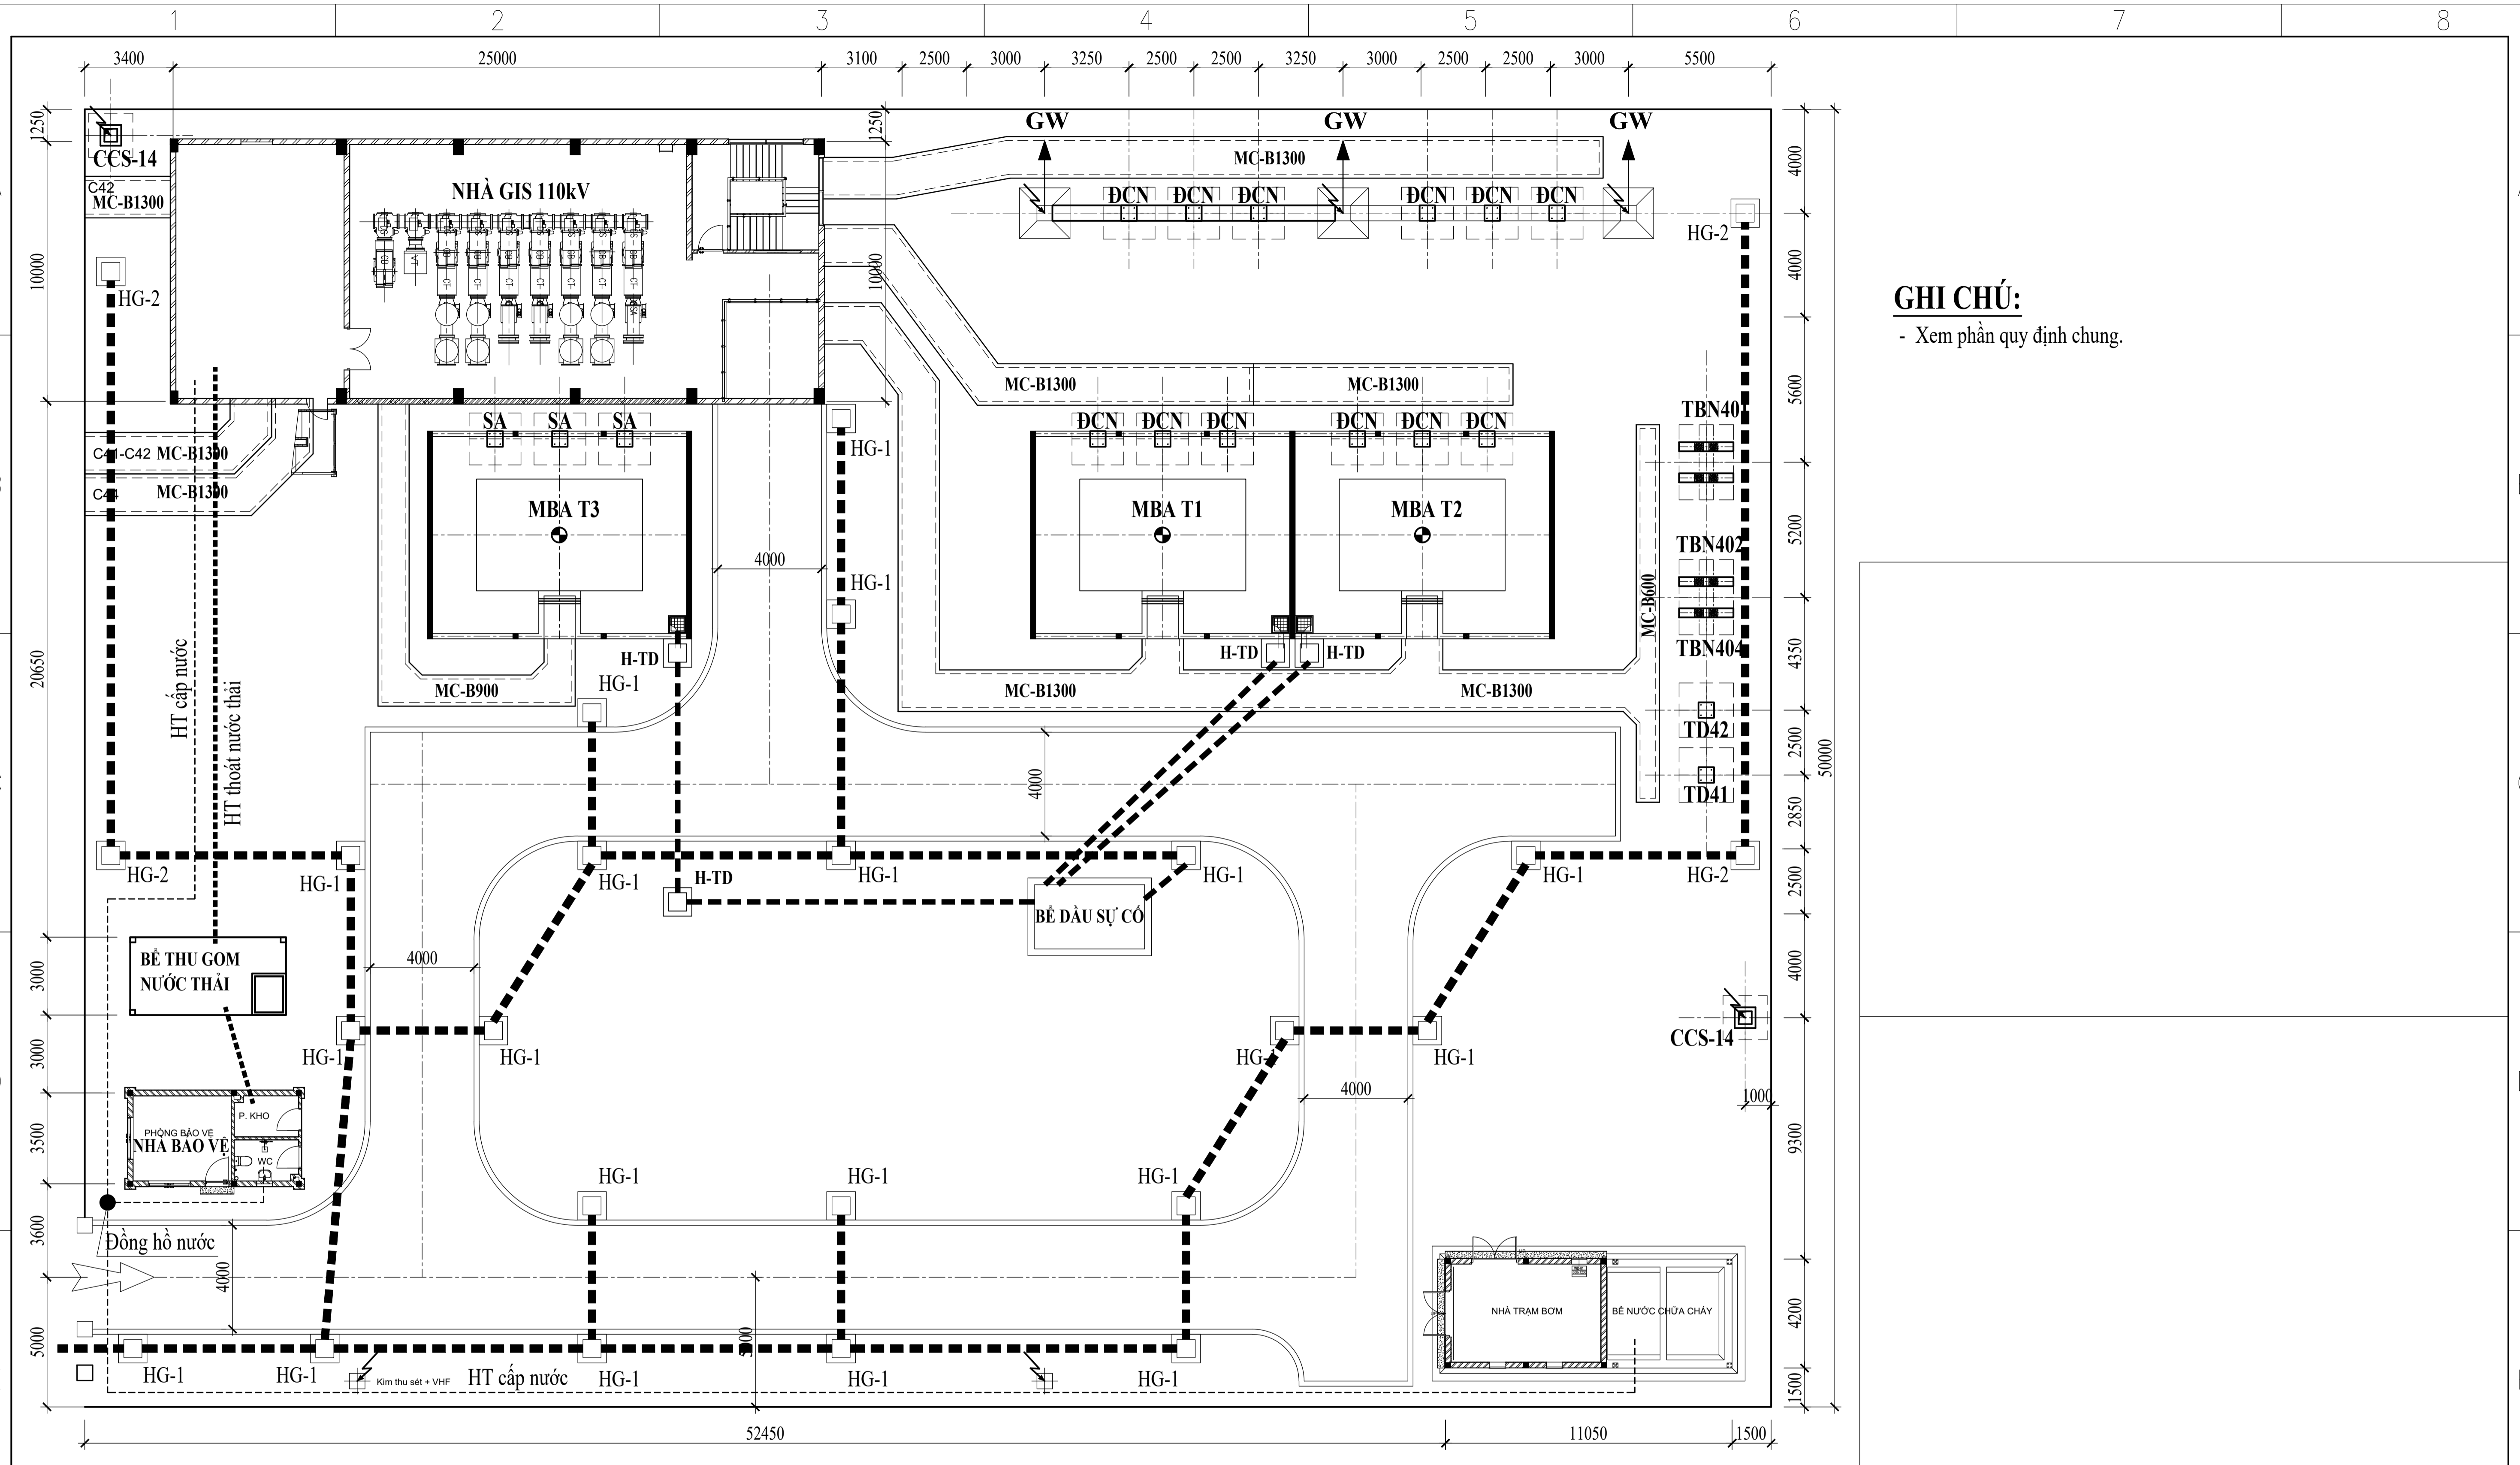 1 2 3 4 5 6 7 8
3400 25000 3100 2500 3000 3250 2500 2500 3250 3000 2500 2500 3000 5500
1250
10000
20650
3000
3000
3500
3600
5000
CCS-14
C42
MC-B1300
HG-2
NHÀ GIS 110kV
1250
10000
GW GW GW
MC-B1300
ĐCN ĐCN ĐCN ĐCN ĐCN ĐCN
HG-2
4000
4000
5600
5200
4350
2500
2850
2500
4000
9300
4200
1500
50000
GHI CHÚ:
- Xem phần quy định chung.
MC-B1300 MC-B1300
TBN401
SA SA SA
ĐCN ĐCN ĐCN ĐCN ĐCN ĐCN
HG-1
C41-C42 MC-B1300
C44 MC-B1300
MBA T3
MBA T1
MBA T2
TBN402
4000
HG-1
MC-B600
TBN404
H-TD
H-TD
H-TD
HT cấp nước
HT thoát nước thải
MC-B900
HG-1
MC-B1300
MC-B1300
TD42
4000
TD41
HG-2
HG-1
HG-1
H-TD
HG-1
HG-1
HG-1
HG-2
BỂ DẦU SỰ CỐ
BỂ THU GOM
NƯỚC THẢI
4000
HG-1
HG-1
HG-1
HG-1
CCS-14
4000
1000
P. KHO
PHÒNG BẢO VỆ
NHÀ BẢO VỆ
WC
HG-1
HG-1
HG-1
Đồng hồ nước
4000
5000
NHÀ TRẠM BƠM
BỂ NƯỚC CHỮA CHÁY
HG-1
HG-1
Kim thu sét + VHF
HT cấp nước
HG-1
HG-1
HG-1
52450 11050 1500